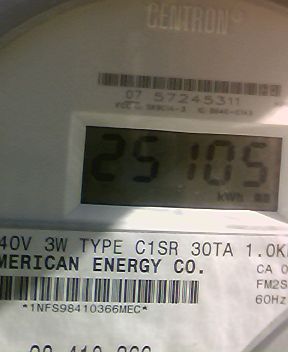 CENTRON
07 57245311
25105
kWh
40V 3W TYPE C1SR 30TA 1.0K
MERICAN ENERGY CO.
CA 0
FM2S
60Hz
*1NFS98410366MEC*